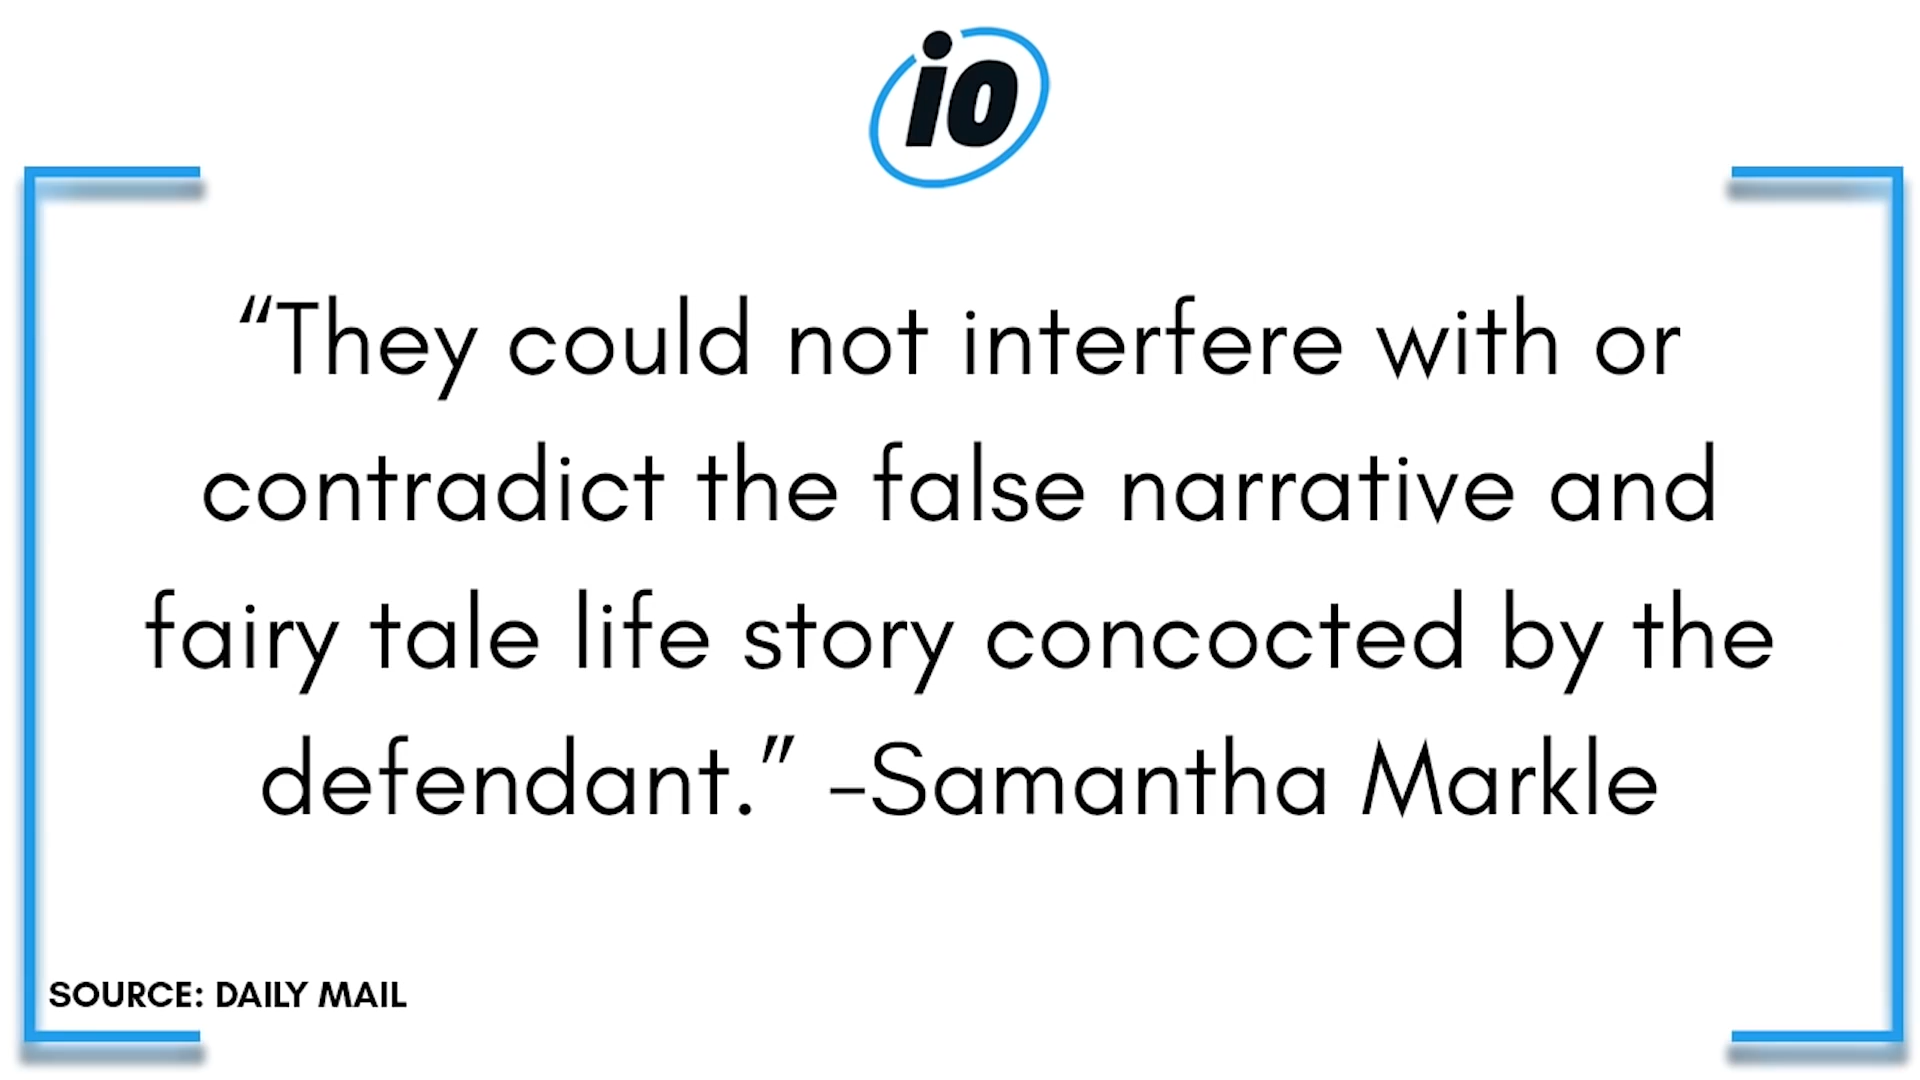 io
“They could not interfere with or
contradict the false narrative and
fairy tale life story concocted by the
defendant.” –Samantha Markle
SOURCE: DAILY MAIL